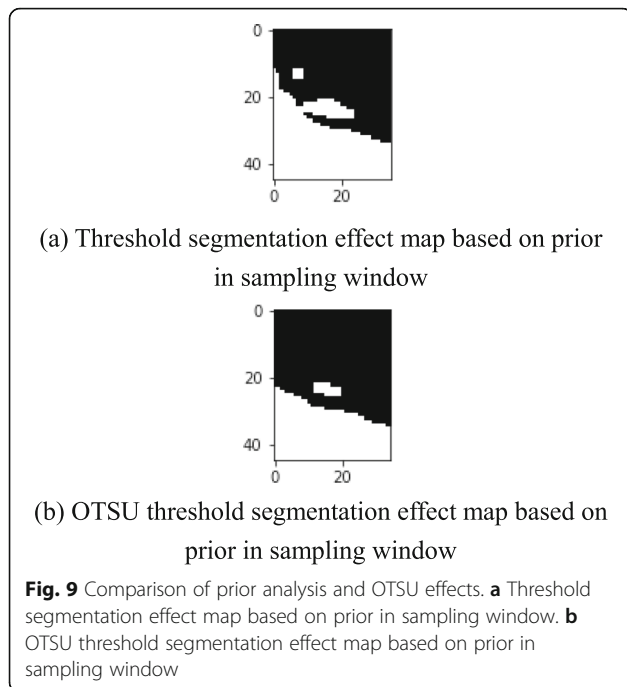 0
20
40
0 20
(a) Threshold segmentation effect map based on prior
in sampling window
0
20
40
0 20
(b) OTSU threshold segmentation effect map based on
prior in sampling window
Fig. 9 Comparison of prior analysis and OTSU effects. a Threshold
segmentation effect map based on prior in sampling window. b
OTSU threshold segmentation effect map based on prior in
sampling window